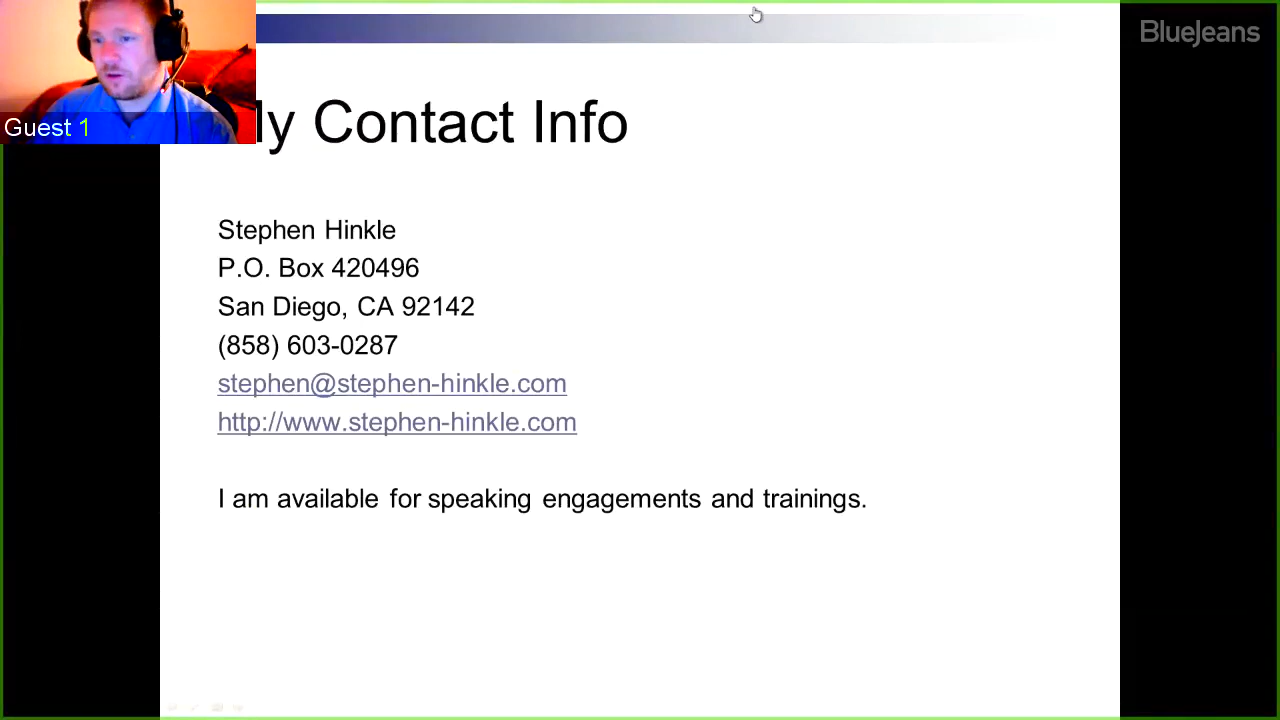 BlueJeans
Guest 1
y Contact Info
Stephen Hinkle
P.O. Box 420496
San Diego, CA 92142
(858) 603-0287
stephen@stephen-hinkle.com
http://www.stephen-hinkle.com
I am available for speaking engagements and trainings.